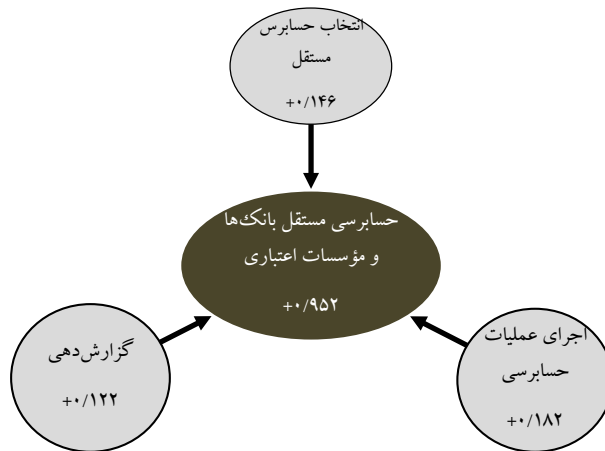 انتخاب حسابرس
مستقل
+۰/۱۴۶
حسابرسی مستقل بانک‌ها
و مؤسسات اعتباری
+۰/۹۵۲
اجرای عملیات
حسابرسی
+۰/۱۸۲
گزارش‌دهی
+۰/۱۲۲